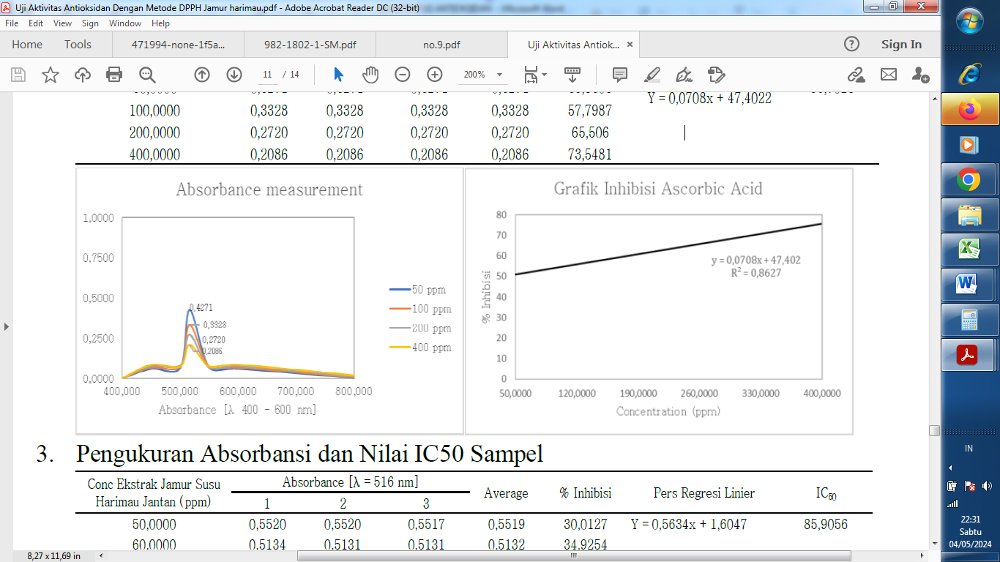 Uji Aktivitas Antioksidan Dengan Metode DPPH Jamur harimau.pdf - Adobe Acrobat Reader DC (32-bit)
File Edit View Sign Window Help
Home Tools 471994-none-1f5a... 982-1802-1-SM.pdf no.9.pdf Uji Aktivitas Antiok... × Sign In
11 / 14 200%
Y = 0,0708x + 47,4022
100,0000 0,3328 0,3328 0,3328 0,3328 57,7987
200,0000 0,2720 0,2720 0,2720 0,2720 65,506
400,0000 0,2086 0,2086 0,2086 0,2086 73,5481
Absorbance measurement
1,0000
0,7500
0,5000
0,2500
0,0000
0,4271
0,3328
0,2720
0,2086
400,000 500,000 600,000 700,000 800,000
Absorbance [λ 400 - 600 nm]
50 ppm
100 ppm
200 ppm
400 ppm
Grafik Inhibisi Ascorbic Acid
80
70
60
50
40
30
20
10
0
% Inhibisi
y = 0,0708x + 47,402
R² = 0,8627
50,0000 120,0000 190,0000 260,0000 330,0000 400,0000
Concentration (ppm)
3. Pengukuran Absorbansi dan Nilai IC50 Sampel
Conc Ekstrak Jamur Susu Harimau Jantan (ppm) Absorbance [λ = 516 nm] Average % Inhibisi Pers Regresi Linier IC50
1 2 3
50,0000 0,5520 0,5520 0,5517 0,5519 30,0127 Y = 0,5634x + 1,6047 85,9056
60,0000 0,5134 0,5131 0,5131 0,5132 34,9254
8,27 x 11,69 in
IN
22:31
Sabtu
04/05/2024